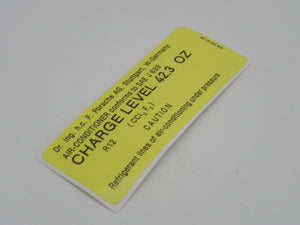 Dr. Ing. h.c. F. Porsche AG, Stuttgart, W-Germany
AIR-CONDITIONER conforms to SAE J 639
CHARGE LEVEL 42.3 OZ
R12 (CCl₂ F₂)
CAUTION
Refrigerant lines of air-conditioning under pressure